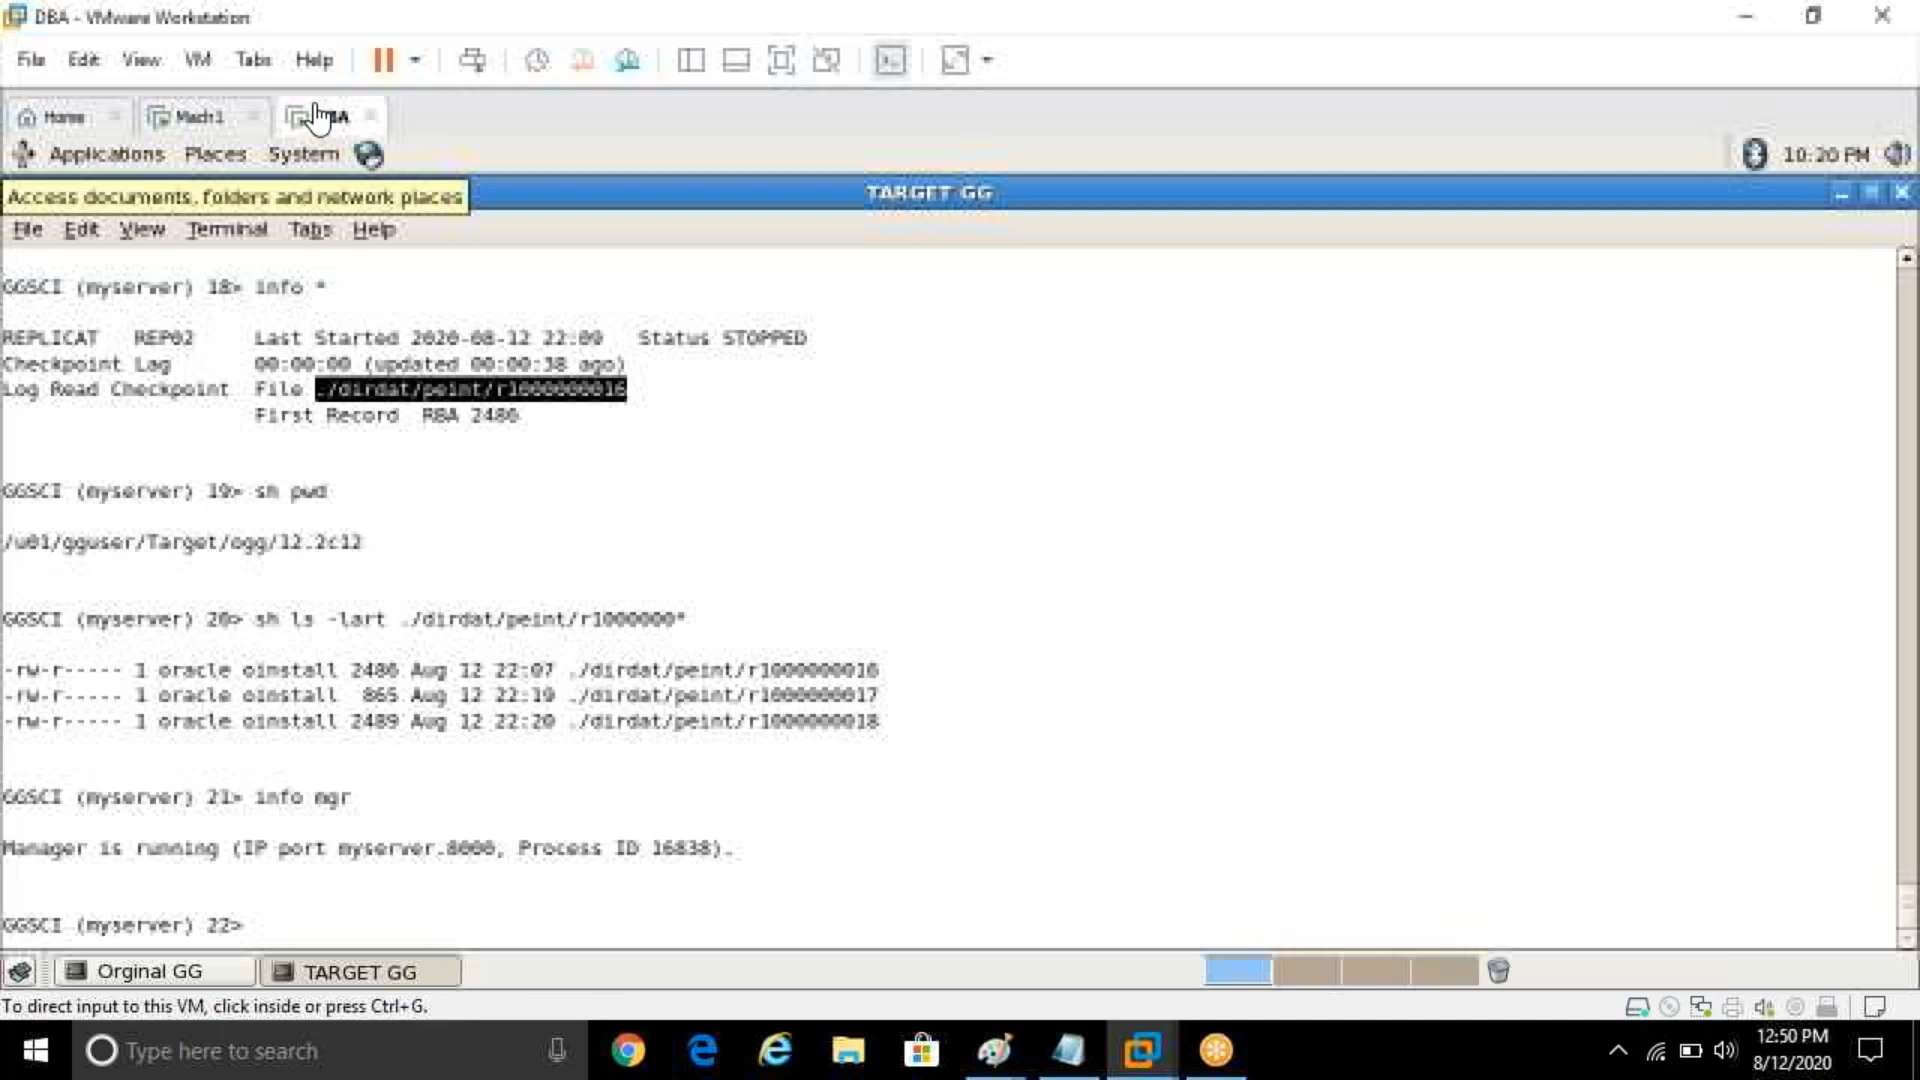 DBA - VMware Workstation
File Edit View VM Tabs Help
Home Mach1 BA
Applications Places System 10:20 PM
Access documents, folders and network places
TARGET GG
File Edit View Terminal Tabs Help
GGSCI (myserver) 18> info *
REPLICAT REP02 Last Started 2020-08-12 22:09 Status STOPPED
Checkpoint Lag 00:00:00 (updated 00:00:38 ago)
Log Read Checkpoint File ./dirdat/peint/r1000000016
First Record RBA 2486
GGSCI (myserver) 19> sh pwd
/u01/gguser/Target/ogg/12.2c12
GGSCI (myserver) 20> sh ls -lart ./dirdat/peint/r1000000*
-rw-r----- 1 oracle oinstall 2486 Aug 12 22:07 ./dirdat/peint/r1000000016
-rw-r----- 1 oracle oinstall 865 Aug 12 22:19 ./dirdat/peint/r1000000017
-rw-r----- 1 oracle oinstall 2489 Aug 12 22:20 ./dirdat/peint/r1000000018
GGSCI (myserver) 21> info mgr
Manager is running (IP port myserver.8000, Process ID 16838).
GGSCI (myserver) 22>
Orginal GG TARGET GG
To direct input to this VM, click inside or press Ctrl+G.
Type here to search
12:50 PM
8/12/2020